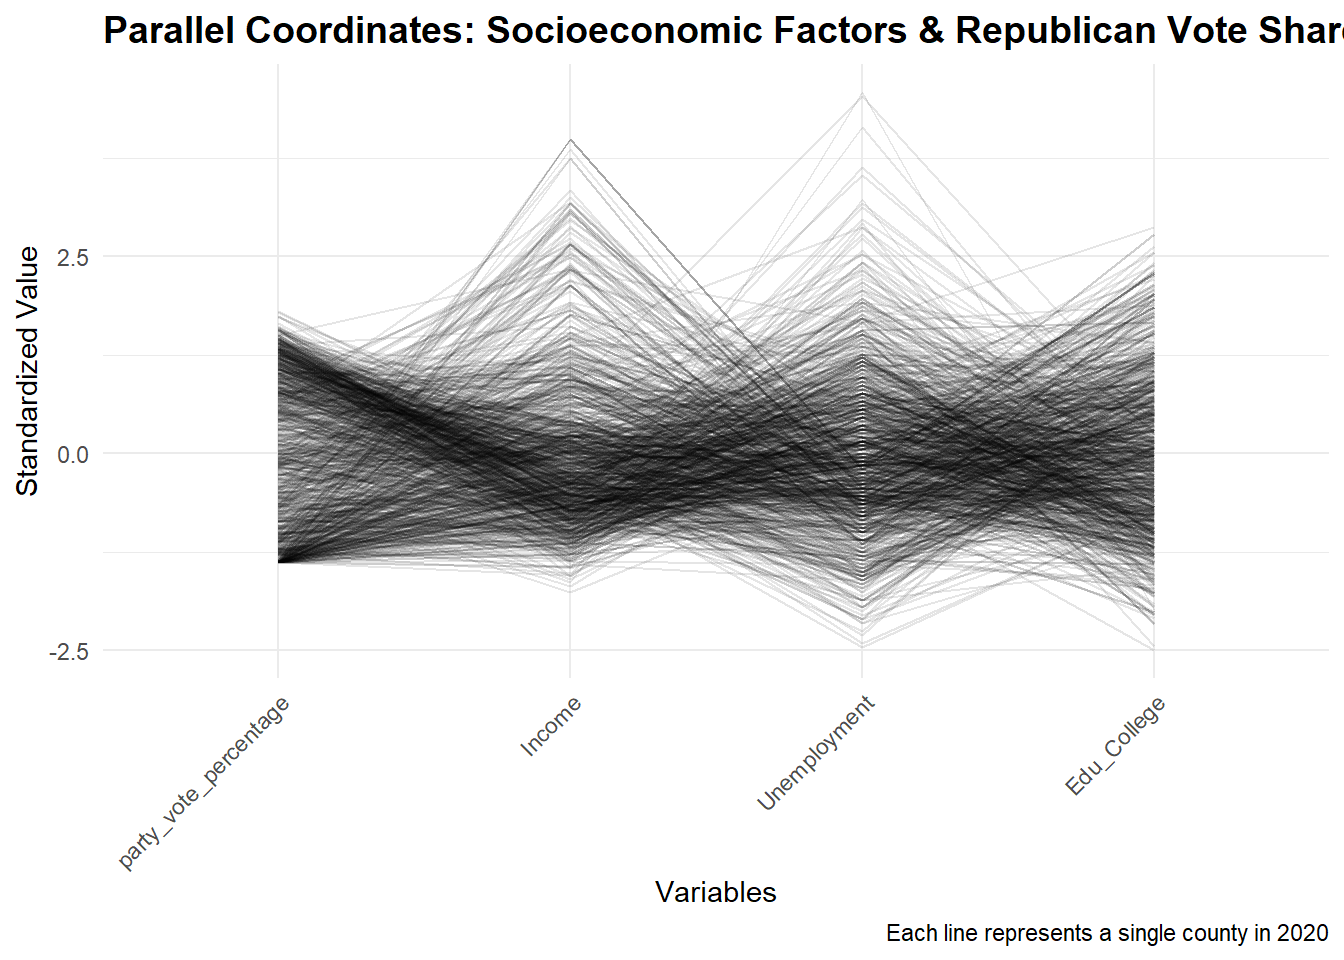 Parallel Coordinates: Socioeconomic Factors & Republican Vote Shar
2.5
0.0
-2.5
Standardized Value
party_vote_percentage
Income
Unemployment
Edu_College
Variables
Each line represents a single county in 2020